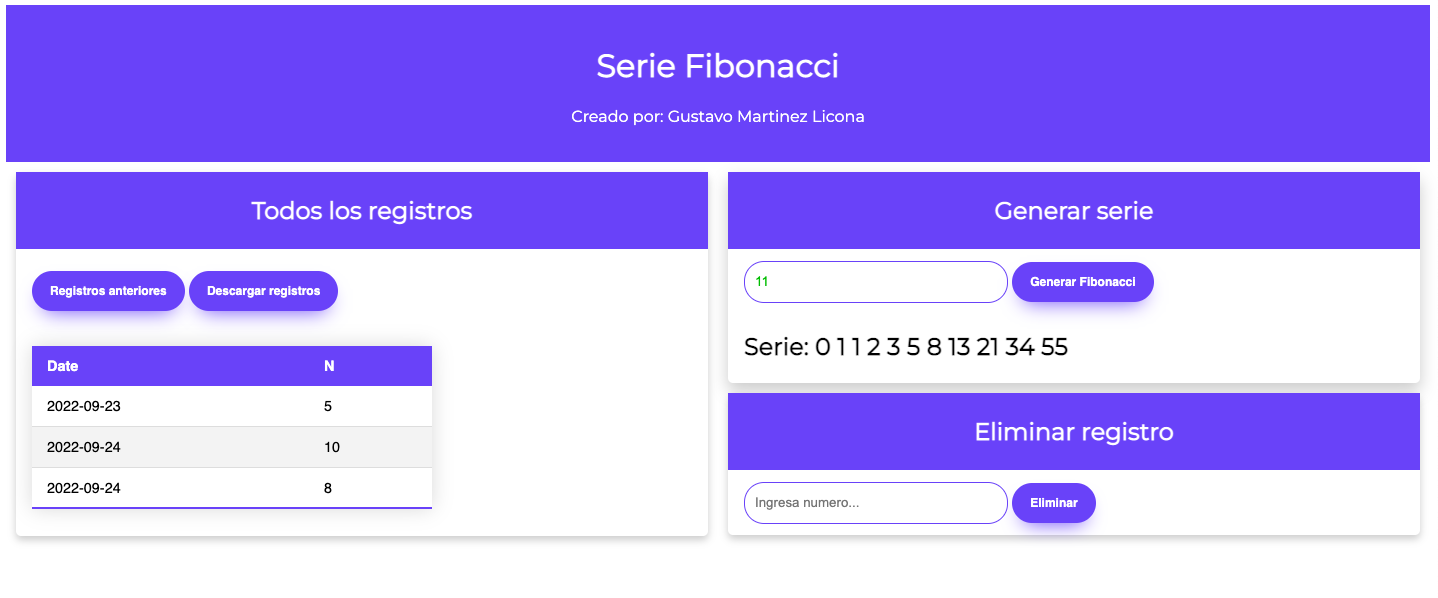 Serie Fibonacci
Creado por: Gustavo Martinez Licona
Todos los registros
Registros anteriores Descargar registros
Date N
2022-09-23 5
2022-09-24 10
2022-09-24 8
Generar serie
11 Generar Fibonacci
Serie: 0 1 1 2 3 5 8 13 21 34 55
Eliminar registro
Ingresa numero... Eliminar